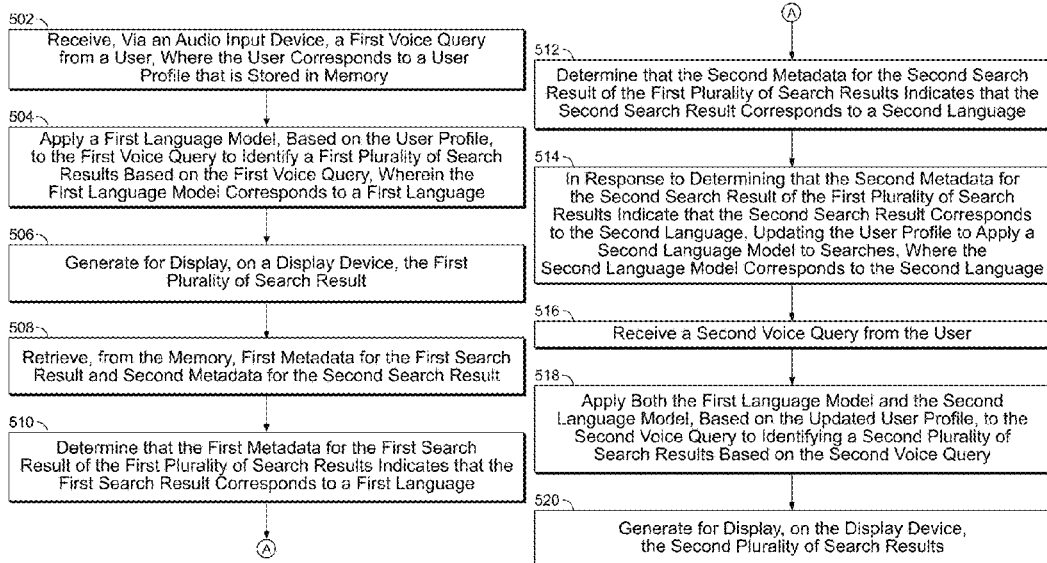 502
Receive, Via an Audio Input Device, a First Voice Query
from a User, Where the User Corresponds to a User
Profile that is Stored in Memory
504
Apply a First Language Model, Based on the User Profile,
to the First Voice Query to Identify a First Plurality of Search
Results Based on the First Voice Query, Wherein the
First Language Model Corresponds to a First Language
506
Generate for Display, on a Display Device, the First
Plurality of Search Result
508
Retrieve, from the Memory, First Metadata for the First Search
Result and Second Metadata for the Second Search Result
510
Determine that the First Metadata for the First Search
Result of the First Plurality of Search Results Indicates that the
First Search Result Corresponds to a First Language
A
A
512
Determine that the Second Metadata for the Second Search
Result of the First Plurality of Search Results Indicates that the
Second Search Result Corresponds to a Second Language
514
In Response to Determining that the Second Metadata for
the Second Search Result of the First Plurality of Search
Results Indicate that the Second Search Result Corresponds
to the Second Language, Updating the User Profile to Apply a
Second Language Model to Searches, Where the
Second Language Model Corresponds to the Second Language
516
Receive a Second Voice Query from the User
518
Apply Both the First Language Model and the Second
Language Model, Based on the Updated User Profile, to the
Second Voice Query to Identifying a Second Plurality of
Search Results Based on the Second Voice Query
520
Generate for Display, on the Display Device,
the Second Plurality of Search Results